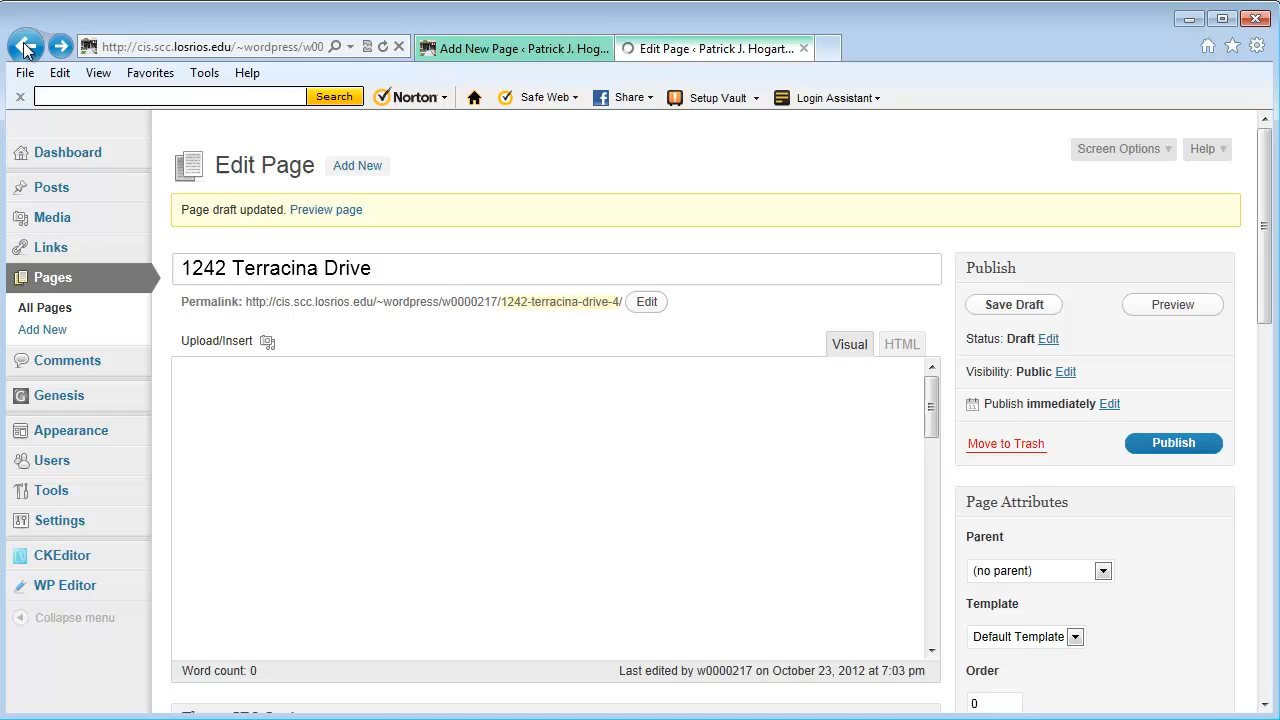 http://cis.scc.losrios.edu/~wordpress/w00
Add New Page ‹ Patrick J. Hog...
Edit Page ‹ Patrick J. Hogart...
File Edit View Favorites Tools Help
Search
Norton
Safe Web
Share
Setup Vault
Login Assistant
Dashboard
Posts
Media
Links
Pages
All Pages
Add New
Comments
Genesis
Appearance
Users
Tools
Settings
CKEditor
WP Editor
Collapse menu
Screen Options
Help
Edit Page
Add New
Page draft updated. Preview page
1242 Terracina Drive
Permalink: http://cis.scc.losrios.edu/~wordpress/w0000217/1242-terracina-drive-4/ Edit
Upload/Insert
Visual
HTML
Word count: 0
Last edited by w0000217 on October 23, 2012 at 7:03 pm
Publish
Save Draft
Preview
Status: Draft Edit
Visibility: Public Edit
Publish immediately Edit
Move to Trash
Publish
Page Attributes
Parent
(no parent)
Template
Default Template
Order
0